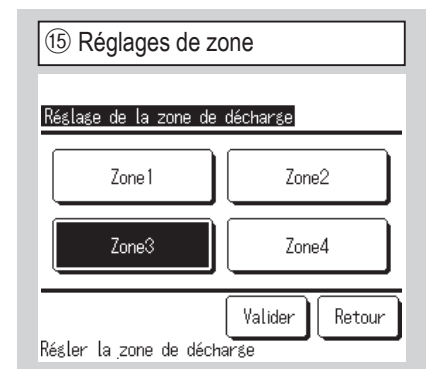 ⑮ Réglages de zone
Réglage de la zone de décharge
Zone1
Zone2
Zone3
Zone4
Valider
Retour
Régler la zone de décharge